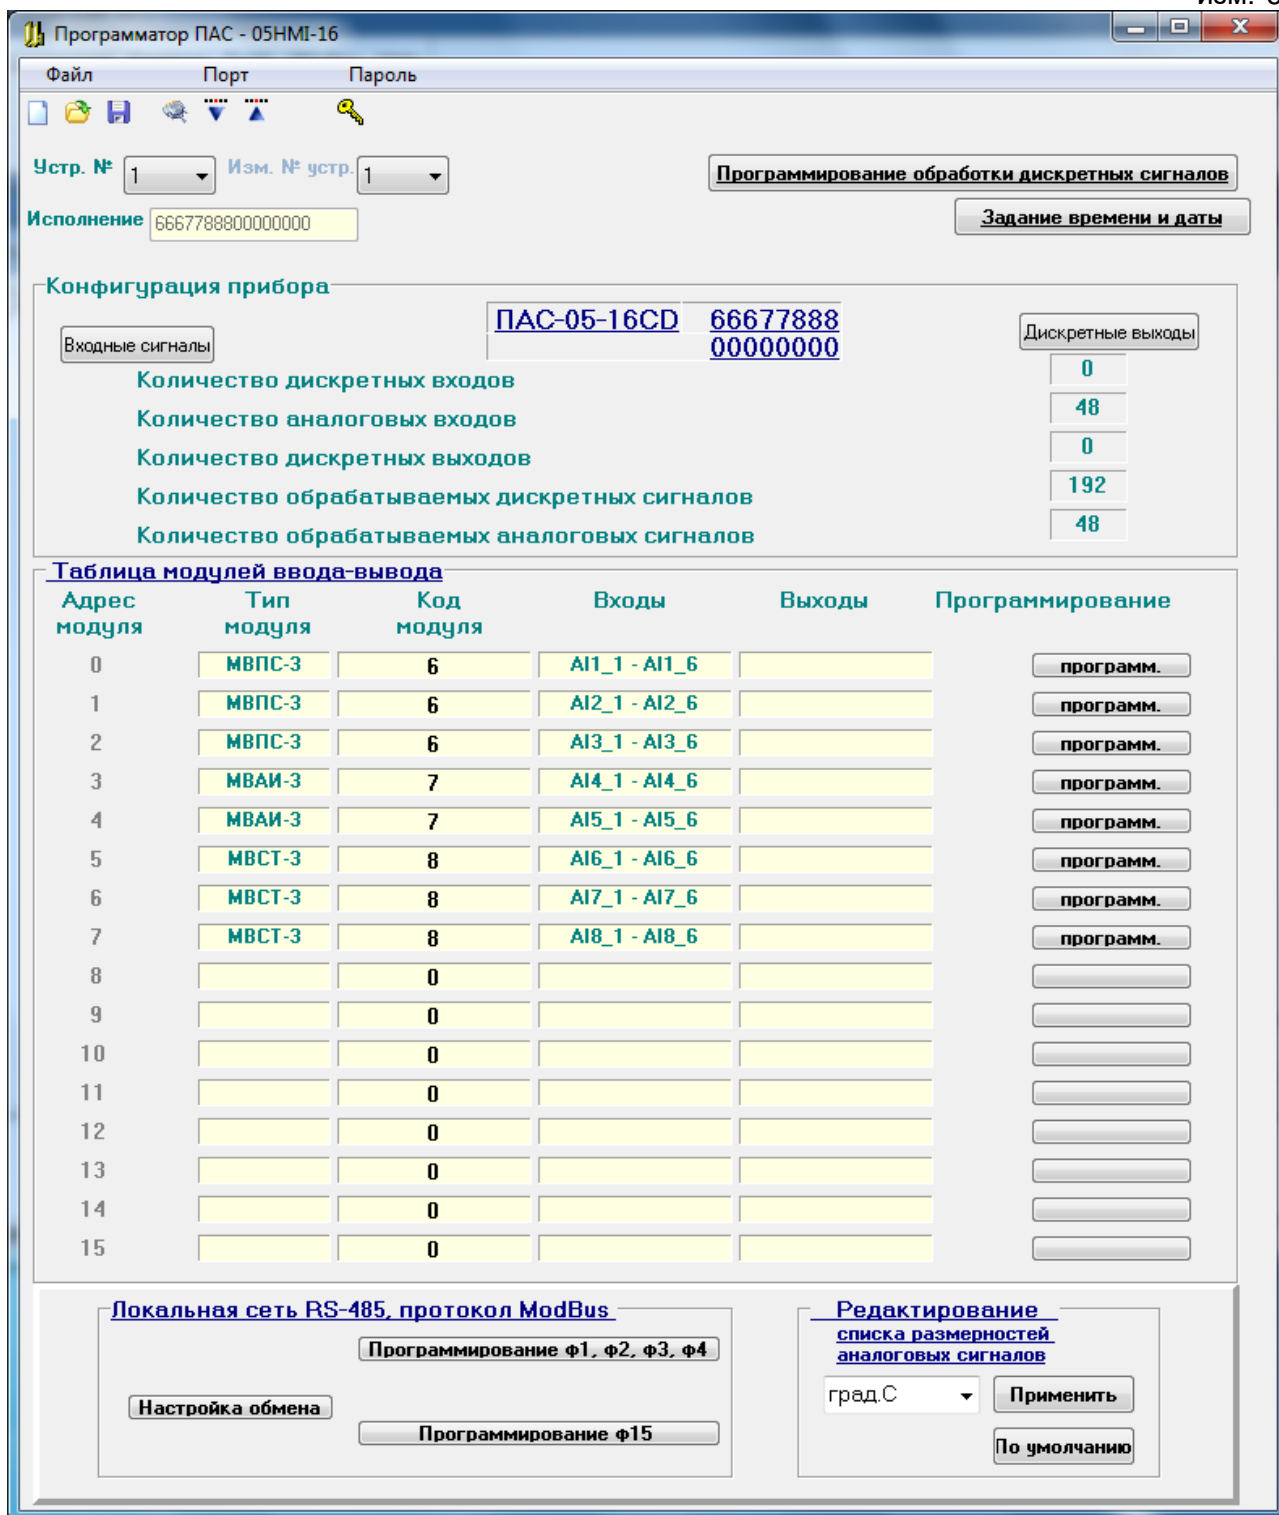 Программатор ПАС - 05HMI-16
Файл Порт Пароль
Устр. № 1 Изм. № устр. 1
Программирование обработки дискретных сигналов
Исполнение 6667788800000000
Задание времени и даты
Конфигурация прибора
ПАС-05-16CD 66677888
00000000
Входные сигналы
Дискретные выходы
Количество дискретных входов 0
Количество аналоговых входов 48
Количество дискретных выходов 0
Количество обрабатываемых дискретных сигналов 192
Количество обрабатываемых аналоговых сигналов 48
Таблица модулей ввода-вывода
Адрес Тип Код Входы Выходы Программирование
модуля модуля модуля
0 МВПС-3 6 AI1_1 - AI1_6 программ.
1 МВПС-3 6 AI2_1 - AI2_6 программ.
2 МВПС-3 6 AI3_1 - AI3_6 программ.
3 МВАИ-3 7 AI4_1 - AI4_6 программ.
4 МВАИ-3 7 AI5_1 - AI5_6 программ.
5 МВСТ-3 8 AI6_1 - AI6_6 программ.
6 МВСТ-3 8 AI7_1 - AI7_6 программ.
7 МВСТ-3 8 AI8_1 - AI8_6 программ.
8 0
9 0
10 0
11 0
12 0
13 0
14 0
15 0
Локальная сеть RS-485, протокол ModBus
Программирование ф1, ф2, ф3, ф4
Настройка обмена
Программирование ф15
Редактирование
списка размерностей
аналоговых сигналов
град.С Применить
По умолчанию